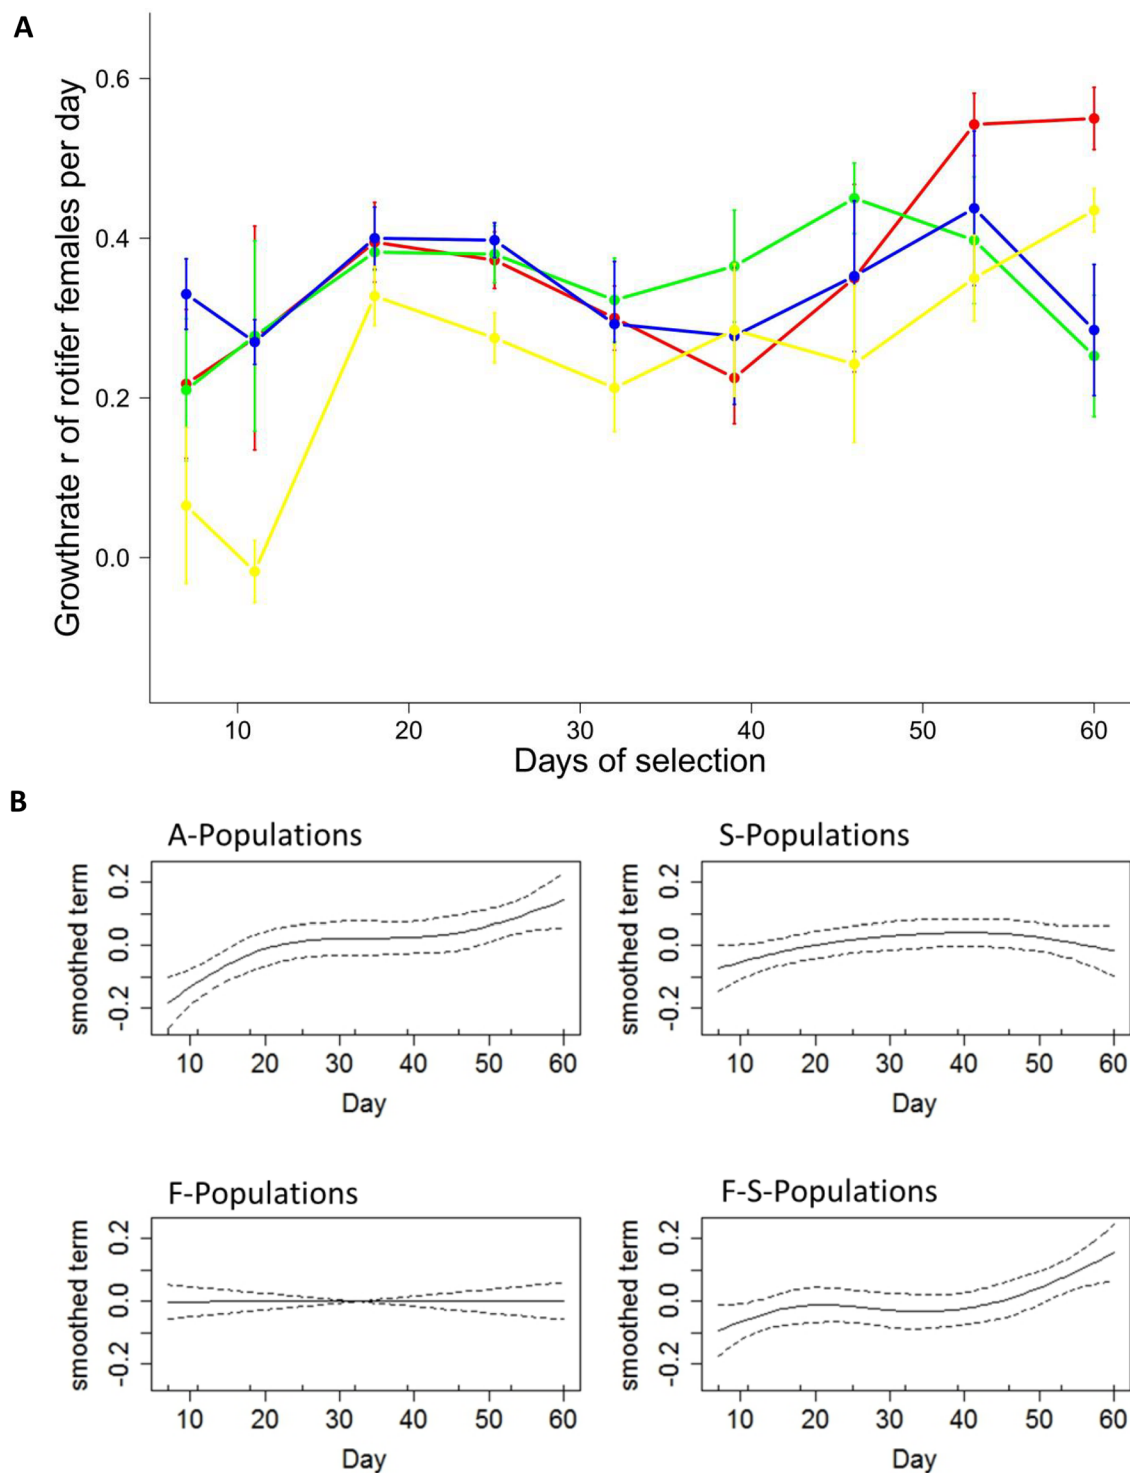 A
Growthrate r of rotifer females per day
0.6
0.4
0.2
0.0
10 20 30 40 50 60
Days of selection
B
A-Populations
smoothed term
0.2
0.0
-0.2
10 20 30 40 50 60
Day
S-Populations
smoothed term
0.2
0.0
-0.2
10 20 30 40 50 60
Day
F-Populations
smoothed term
0.2
0.0
-0.2
10 20 30 40 50 60
Day
F-S-Populations
smoothed term
0.2
0.0
-0.2
10 20 30 40 50 60
Day